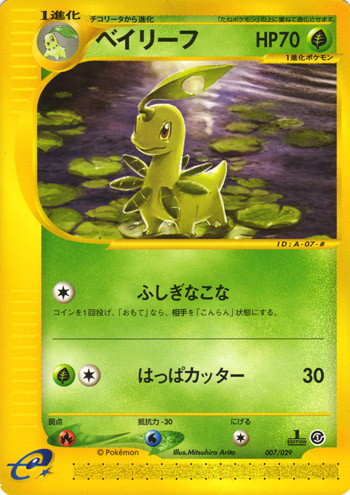 1進化
チコリータから進化
「たねポケモン」の上に重ねて進化させます。
ベイリーフ
HP70
1進化ポケモン
ID:A-07-#
ふしぎなこな
コインを1回投げ、「おもて」なら、相手を「こんらん」状態にする。
はっぱカッター 30
弱点 抵抗力-30 にげる
© Pokémon Illus.Mitsuhiro Arita 007/029
1 EDITION
e